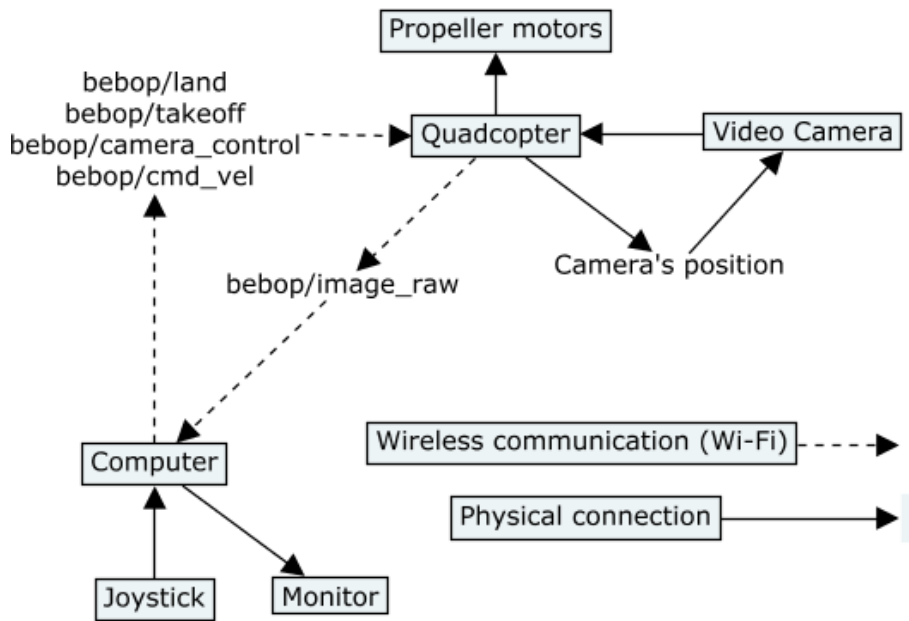 Propeller motors
bebop/land
bebop/takeoff
bebop/camera_control
bebop/cmd_vel
Quadcopter
Video Camera
Camera's position
bebop/image_raw
Computer
Wireless communication (Wi-Fi)
Physical connection
Joystick
Monitor